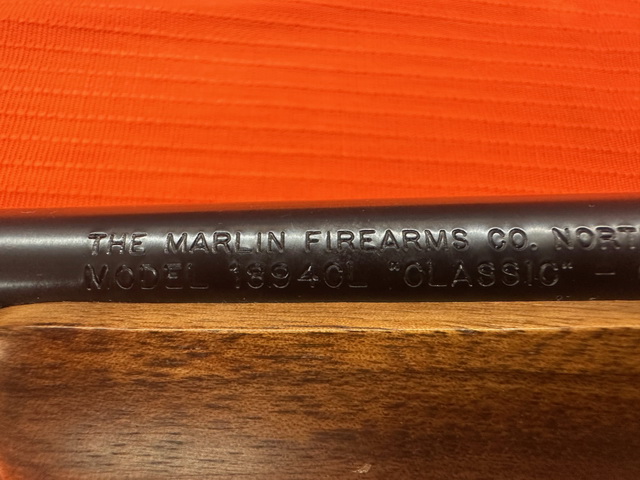 THE MARLIN FIREARMS CO. NORT
MODEL 1894CL "CLASSIC" –